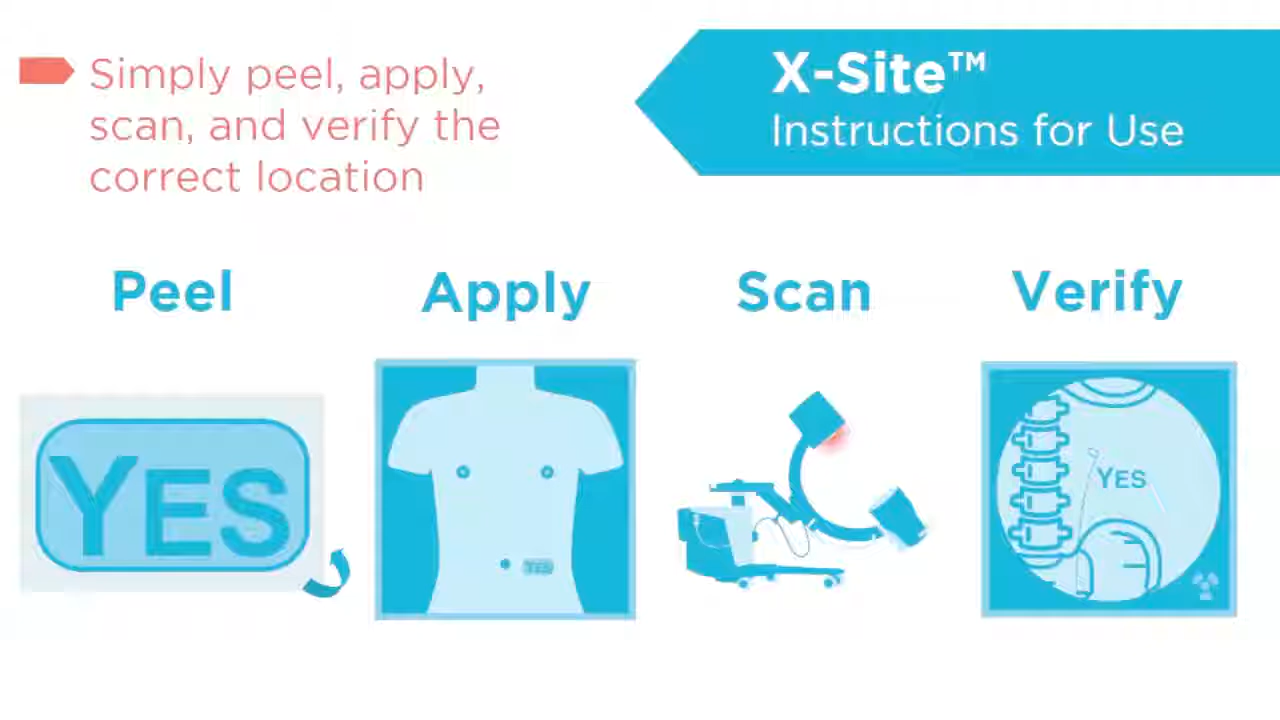 Simply peel, apply,
scan, and verify the
correct location
X-Site™
Instructions for Use
Peel
Apply
Scan
Verify
YES
YES
YES